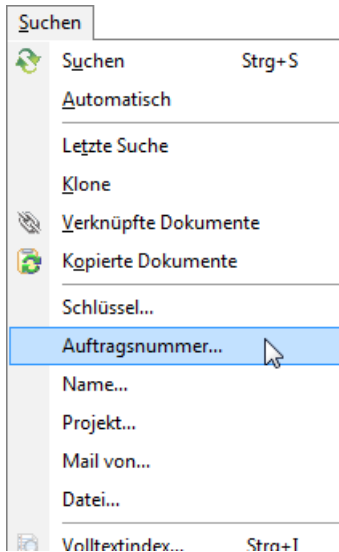 Suchen
Suchen Strg+S
Automatisch
Letzte Suche
Klone
Verknüpfte Dokumente
Kopierte Dokumente
Schlüssel...
Auftragsnummer...
Name...
Projekt...
Mail von...
Datei...
Volltextindex... Strg+I